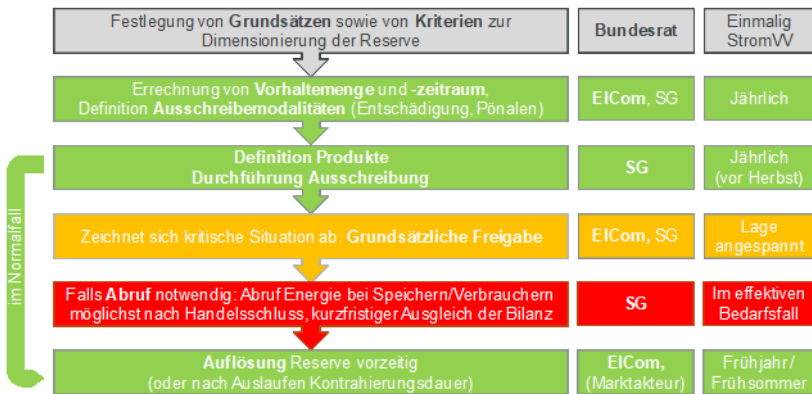 Festlegung von Grundsätzen sowie von Kriterien zur
Dimensionierung der Reserve
Bundesrat
Einmalig
StromVV
Errechnung von Vorhaltemenge und -zeitraum,
Definition Ausschreibemodalitäten (Entschädigung, Pönalen)
ElCom, SG
Jährlich
Definition Produkte
Durchführung Ausschreibung
SG
Jährlich
(vor Herbst)
im Normalfall
Zeichnet sich kritische Situation ab: Grundsätzliche Freigabe
ElCom, SG
Lage
angespannt
Falls Abruf notwendig: Abruf Energie bei Speichern/Verbrauchern
möglichst nach Handelsschluss, kurzfristiger Ausgleich der Bilanz
SG
Im effektiven
Bedarfsfall
Auflösung Reserve vorzeitig
(oder nach Auslaufen Kontrahierungsdauer)
ElCom,
(Marktakteur)
Frühjahr/
Frühsommer